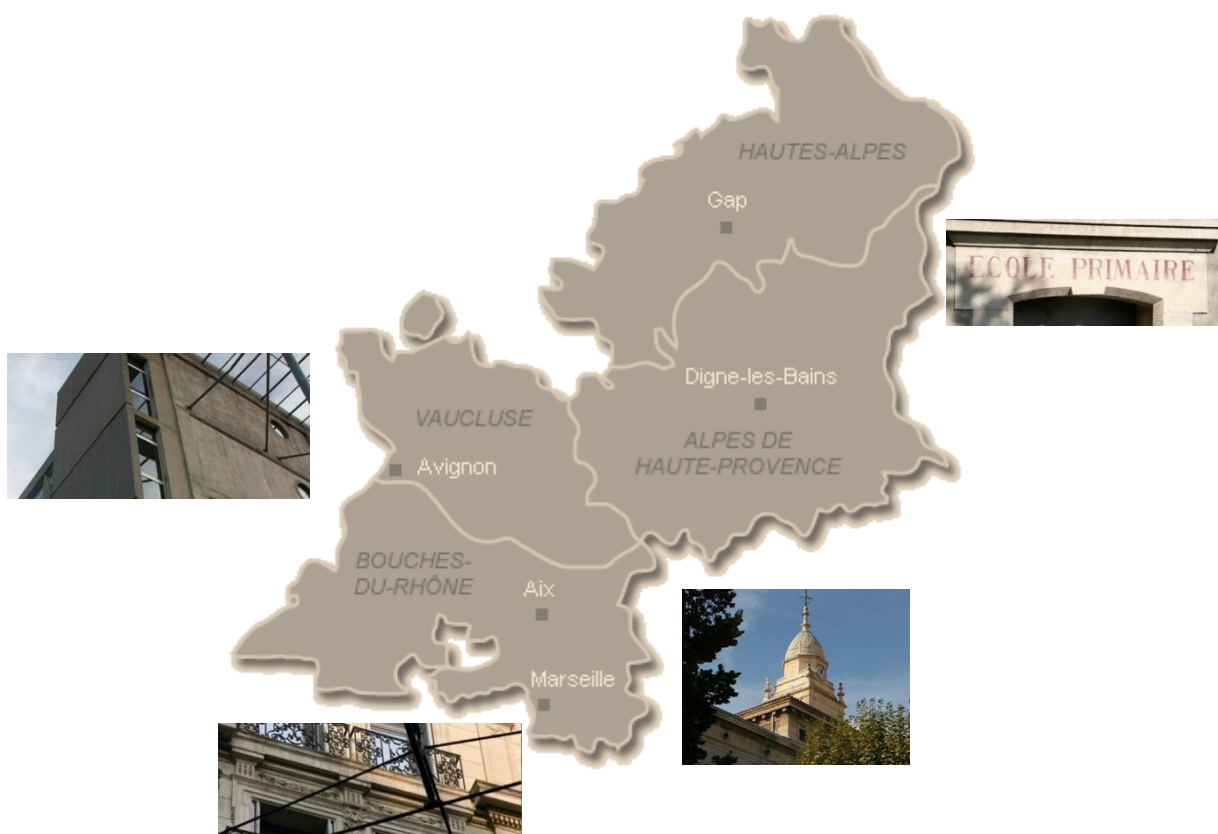 HAUTES-ALPES
Gap
ECOLE PRIMAIRE
Digne-les-Bains
VAUCLUSE
ALPES DE
HAUTE-PROVENCE
Avignon
BOUCHES-
DU-RHÔNE
Aix
Marseille